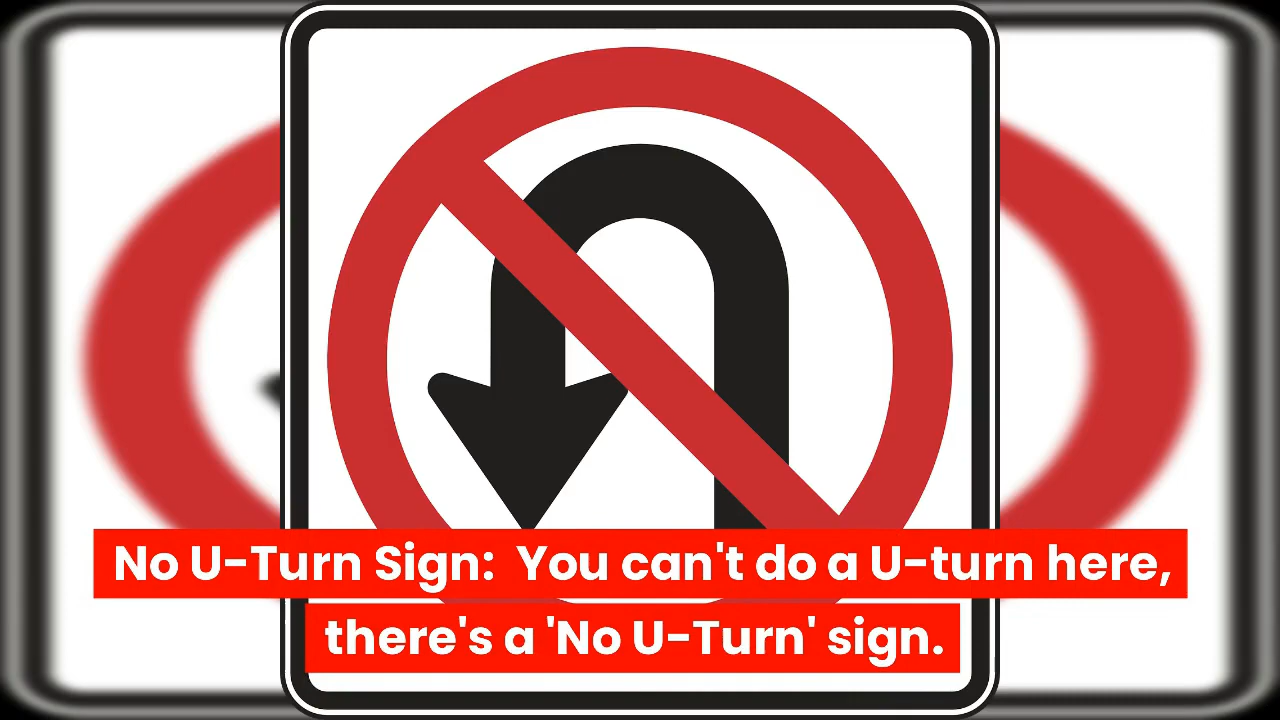 No U-Turn Sign:  You can't do a U-turn here,
there's a 'No U-Turn' sign.